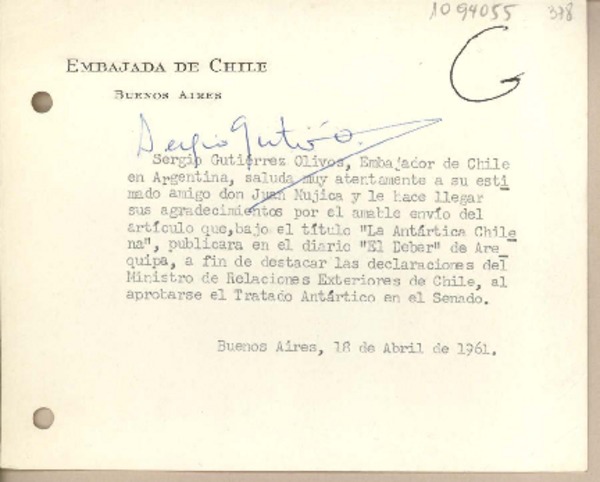 1094055 378
G
EMBAJADA DE CHILE
BUENOS AIRES
Sergio Gutiérrez O.
Sergio Gutiérrez Olivos, Embajador de Chile
en Argentina, saluda muy atentamente a su esti
mado amigo don Juan Mujica y le hace llegar
sus agradecimientos por el amable envío del
artículo que,bajo el título "La Antártica Chile
na", publicara en el diario "El Deber" de Are
quipa, a fin de destacar las declaraciones del
Ministro de Relaciones Exteriores de Chile, al
aprobarse el Tratado Antártico en el Senado.
Buenos Aires, 18 de Abril de 1961.